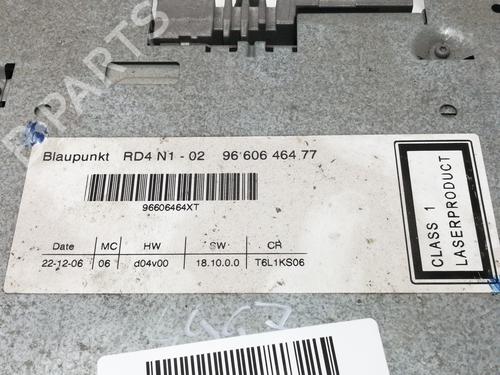 B-PARTS
Blaupunkt RD4 N1 - 02 96 606 464 77
96606464XT
Date MC HW SW CR
22-12-06 06 d04v00 18.10.0.0 T6L1KS06
CLASS 1
LASERPRODUCT